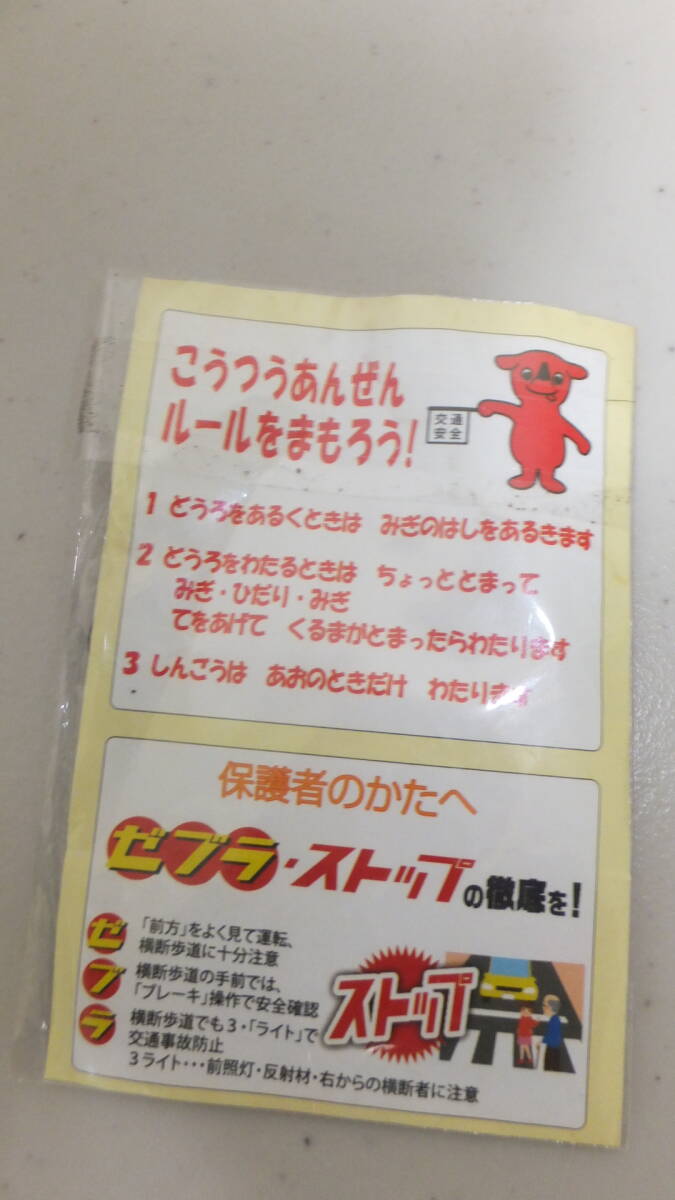 こうつうあんぜん
ルールをまもろう！
交通
安全
1 どうろをあるくときは みぎのはしをあるきます
2 どうろをわたるときは ちょっととまって
みぎ・ひだり・みぎ
てをあげて くるまがとまったらわたります
3 しんごうは あおのときだけ わたります
保護者のかたへ
ゼブラ・ストップの徹底を！
ゼ 「前方」をよく見て運転、
横断歩道に十分注意
ブ 横断歩道の手前では、
「ブレーキ」操作で安全確認
ラ 横断歩道でも３・「ライト」で
交通事故防止
３ライト・・・前照灯・反射材・右からの横断者に注意
ストップ